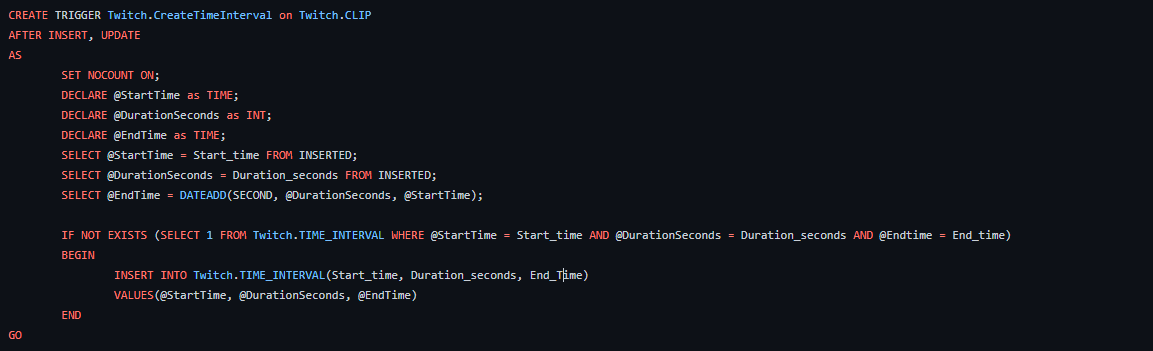 CREATE TRIGGER Twitch.CreateTimeInterval on Twitch.CLIP
AFTER INSERT, UPDATE
AS
SET NOCOUNT ON;
DECLARE @StartTime as TIME;
DECLARE @DurationSeconds as INT;
DECLARE @EndTime as TIME;
SELECT @StartTime = Start_time FROM INSERTED;
SELECT @DurationSeconds = Duration_seconds FROM INSERTED;
SELECT @EndTime = DATEADD(SECOND, @DurationSeconds, @StartTime);
IF NOT EXISTS (SELECT 1 FROM Twitch.TIME_INTERVAL WHERE @StartTime = Start_time AND @DurationSeconds = Duration_seconds AND @Endtime = End_time)
BEGIN
INSERT INTO Twitch.TIME_INTERVAL(Start_time, Duration_seconds, End_Time)
VALUES(@StartTime, @DurationSeconds, @EndTime)
END
GO